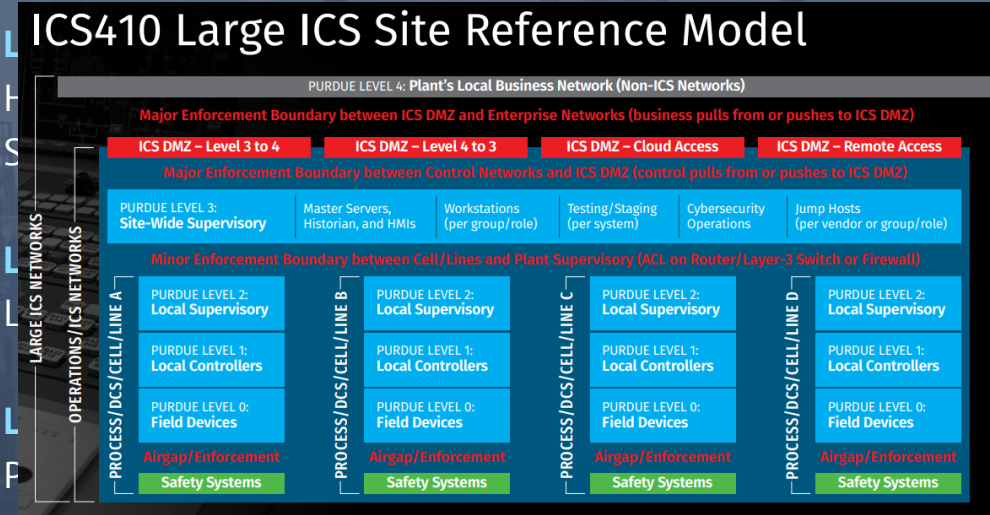 ICS410 Large ICS Site Reference Model
PURDUE LEVEL 4: Plant's Local Business Network (Non-ICS Networks)
Major Enforcement Boundary between ICS DMZ and Enterprise Networks (business pulls from or pushes to ICS DMZ)
ICS DMZ – Level 3 to 4
ICS DMZ – Level 4 to 3
ICS DMZ – Cloud Access
ICS DMZ – Remote Access
Major Enforcement Boundary between Control Networks and ICS DMZ (control pulls from or pushes to ICS DMZ)
PURDUE LEVEL 3:
Site-Wide Supervisory
Master Servers,
Historian, and HMIs
Workstations
(per group/role)
Testing/Staging
(per system)
Cybersecurity
Operations
Jump Hosts
(per vendor or group/role)
Minor Enforcement Boundary between Cell/Lines and Plant Supervisory (ACL on Router/Layer-3 Switch or Firewall)
LARGE ICS NETWORKS
OPERATIONS/ICS NETWORKS
PROCESS/DCS/CELL/LINE A
PURDUE LEVEL 2:
Local Supervisory
PURDUE LEVEL 1:
Local Controllers
PURDUE LEVEL 0:
Field Devices
Airgap/Enforcement
Safety Systems
PROCESS/DCS/CELL/LINE B
PURDUE LEVEL 2:
Local Supervisory
PURDUE LEVEL 1:
Local Controllers
PURDUE LEVEL 0:
Field Devices
Airgap/Enforcement
Safety Systems
PROCESS/DCS/CELL/LINE C
PURDUE LEVEL 2:
Local Supervisory
PURDUE LEVEL 1:
Local Controllers
PURDUE LEVEL 0:
Field Devices
Airgap/Enforcement
Safety Systems
PROCESS/DCS/CELL/LINE D
PURDUE LEVEL 2:
Local Supervisory
PURDUE LEVEL 1:
Local Controllers
PURDUE LEVEL 0:
Field Devices
Airgap/Enforcement
Safety Systems